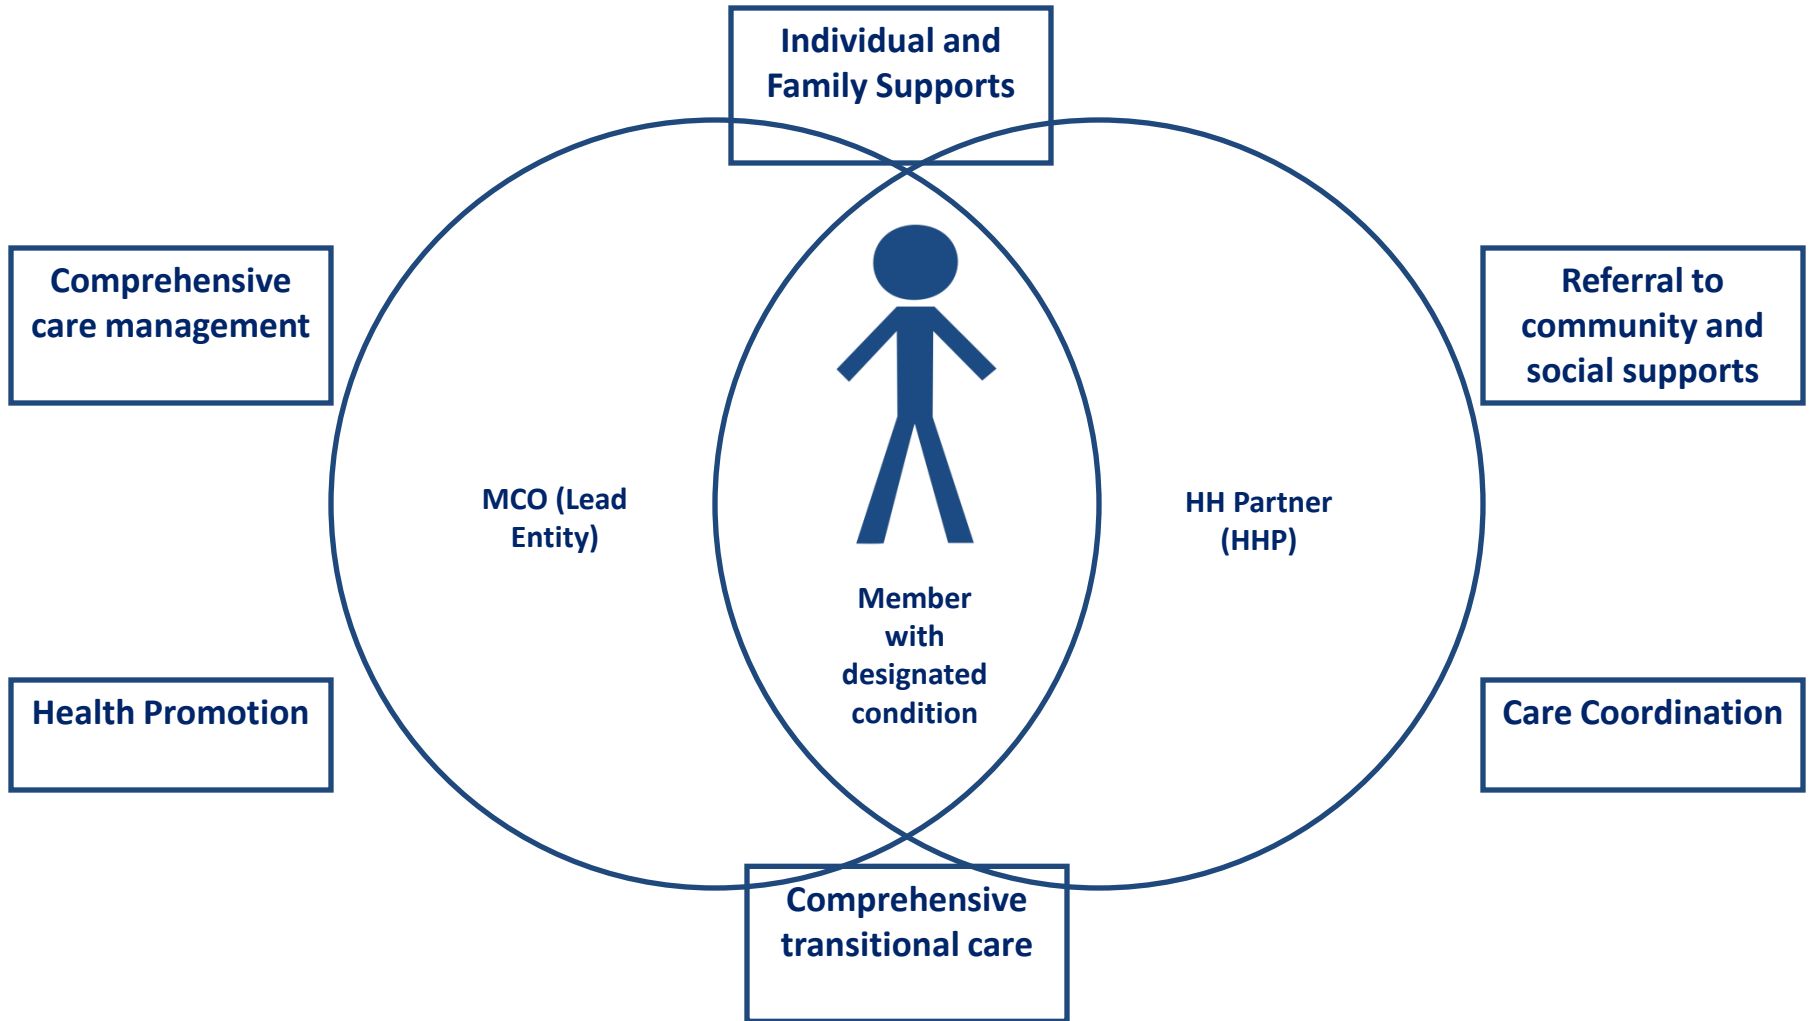 Individual and
Family Supports
Comprehensive
care management
Referral to
community and
social supports
MCO (Lead
Entity)
HH Partner
(HHP)
Member
with
designated
condition
Health Promotion
Care Coordination
Comprehensive
transitional care